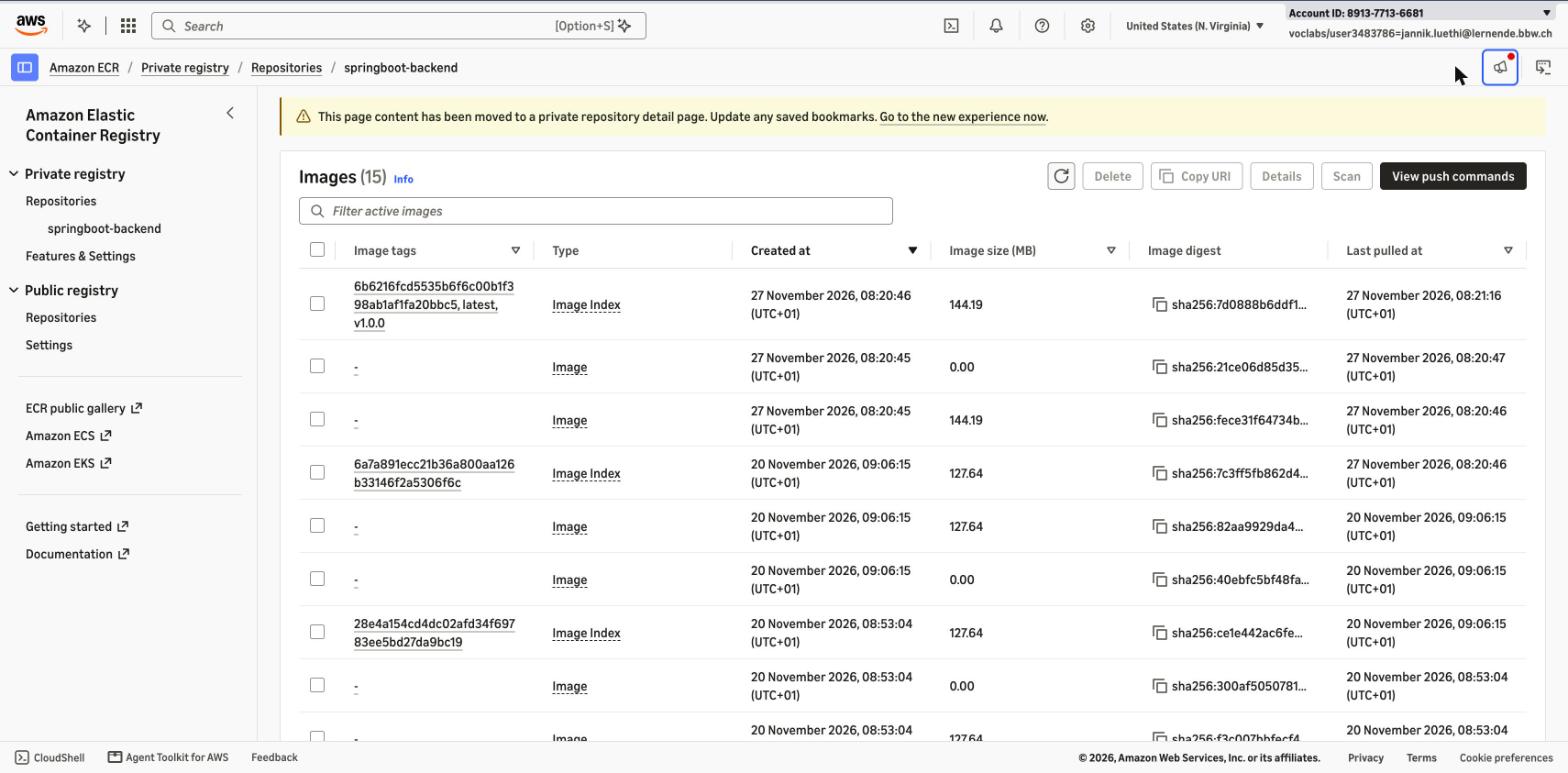 aws
Search [Option+S]
United States (N. Virginia)
Account ID: 8913-7713-6681
voclabs/user3483786=jannik.luethi@lernende.bbw.ch
Amazon ECR / Private registry / Repositories / springboot-backend
Amazon Elastic
Container Registry
Private registry
Repositories
springboot-backend
Features & Settings
Public registry
Repositories
Settings
ECR public gallery
Amazon ECS
Amazon EKS
Getting started
Documentation
This page content has been moved to a private repository detail page. Update any saved bookmarks. Go to the new experience now.
Images (15) Info
Delete Copy URI Details Scan View push commands
Filter active images
Image tags Type Created at Image size (MB) Image digest Last pulled at
6b6216fcd5535b6f6c00b1f3
98ab1af1fa20bbc5, latest,
v1.0.0
Image Index
27 November 2026, 08:20:46
(UTC+01)
144.19
sha256:7d0888b6ddf1...
27 November 2026, 08:21:16
(UTC+01)
-
Image
27 November 2026, 08:20:45
(UTC+01)
0.00
sha256:21ce06d85d35...
27 November 2026, 08:20:47
(UTC+01)
-
Image
27 November 2026, 08:20:45
(UTC+01)
144.19
sha256:fece31f64734b...
27 November 2026, 08:20:46
(UTC+01)
6a7a891ecc21b36a800aa126
b33146f2a5306f6c
Image Index
20 November 2026, 09:06:15
(UTC+01)
127.64
sha256:7c3ff5fb862d4...
27 November 2026, 08:20:46
(UTC+01)
-
Image
20 November 2026, 09:06:15
(UTC+01)
127.64
sha256:82aa9929da4...
20 November 2026, 09:06:15
(UTC+01)
-
Image
20 November 2026, 09:06:15
(UTC+01)
0.00
sha256:40ebfc5bf48fa...
20 November 2026, 09:06:15
(UTC+01)
28e4a154cd4dc02afd34f697
83ee5bd27da9bc19
Image Index
20 November 2026, 08:53:04
(UTC+01)
127.64
sha256:ce1e442ac6fe...
20 November 2026, 09:06:15
(UTC+01)
-
Image
20 November 2026, 08:53:04
(UTC+01)
0.00
sha256:300af5050781...
20 November 2026, 08:53:04
(UTC+01)
-
Image
20 November 2026, 08:53:04
127.64
sha256:f3c007bbfecf4...
20 November 2026, 08:53:04
CloudShell Agent Toolkit for AWS Feedback
© 2026, Amazon Web Services, Inc. or its affiliates. Privacy Terms Cookie preferences